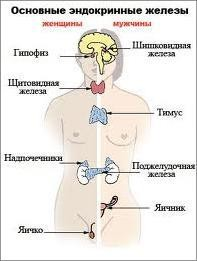 Основные эндокринные железы
женщины мужчины
Гипофиз
Шишковидная
железа
Щитовидная
железа
Тимус
Надпочечники
Поджелудочная
железа
Яичник
Яичко